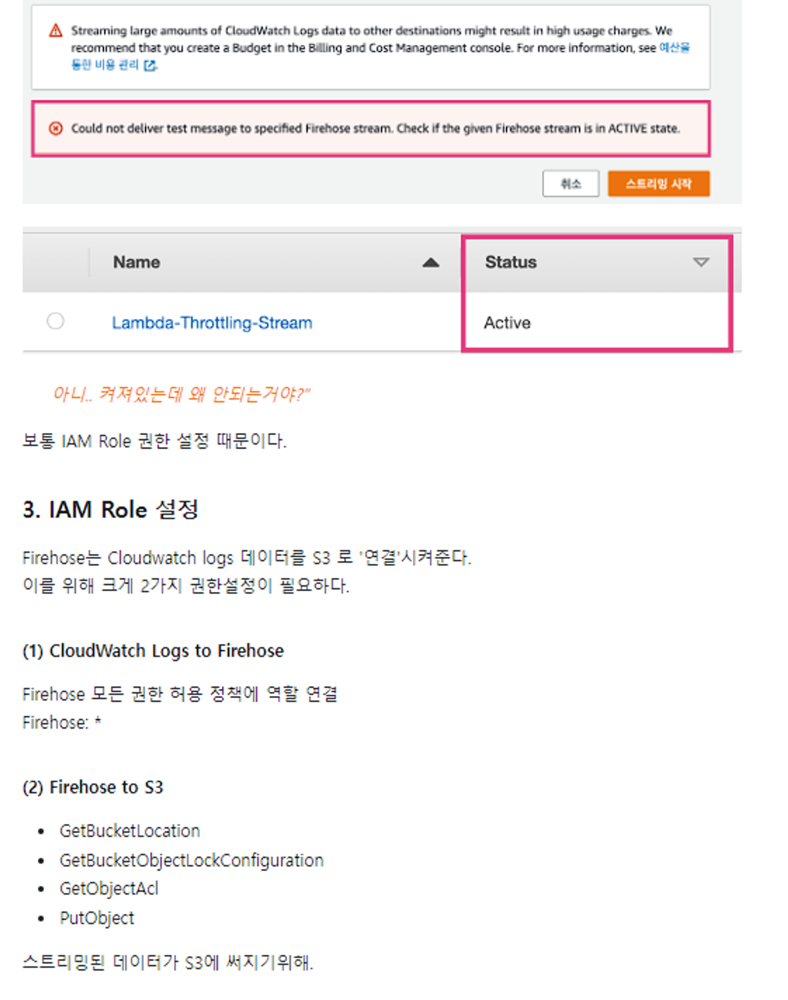 Streaming large amounts of CloudWatch Logs data to other destinations might result in high usage charges. We
recommend that you create a Budget in the Billing and Cost Management console. For more information, see 예산을
통한 비용 관리
Could not deliver test message to specified Firehose stream. Check if the given Firehose stream is in ACTIVE state.
취소 스트리밍 시작
Name Status
Lambda-Throttling-Stream Active
아니.. 켜져있는데 왜 안되는거야?"
보통 IAM Role 권한 설정 때문이다.
3. IAM Role 설정
Firehose는 Cloudwatch logs 데이터를 S3 로 '연결'시켜준다.
이를 위해 크게 2가지 권한설정이 필요하다.
(1) CloudWatch Logs to Firehose
Firehose 모든 권한 허용 정책에 역할 연결
Firehose: *
(2) Firehose to S3
• GetBucketLocation
• GetBucketObjectLockConfiguration
• GetObjectAcl
• PutObject
스트리밍된 데이터가 S3에 써지기위해.